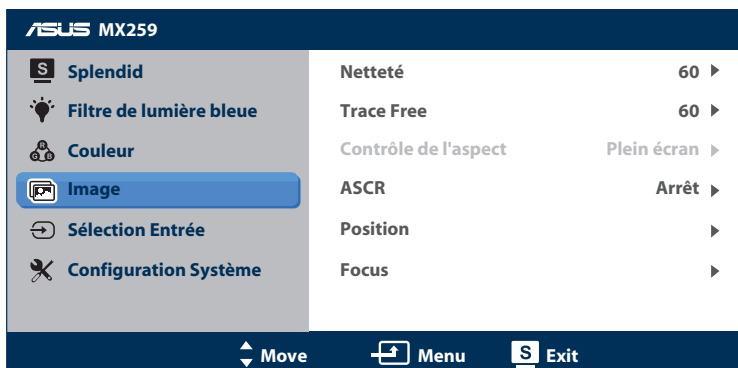 ASUS MX259
S Splendid
Filtre de lumière bleue
R G B Couleur
Image
Sélection Entrée
Configuration Système
Netteté 60
Trace Free 60
Contrôle de l'aspect Plein écran
ASCR Arrêt
Position
Focus
Move Menu S Exit